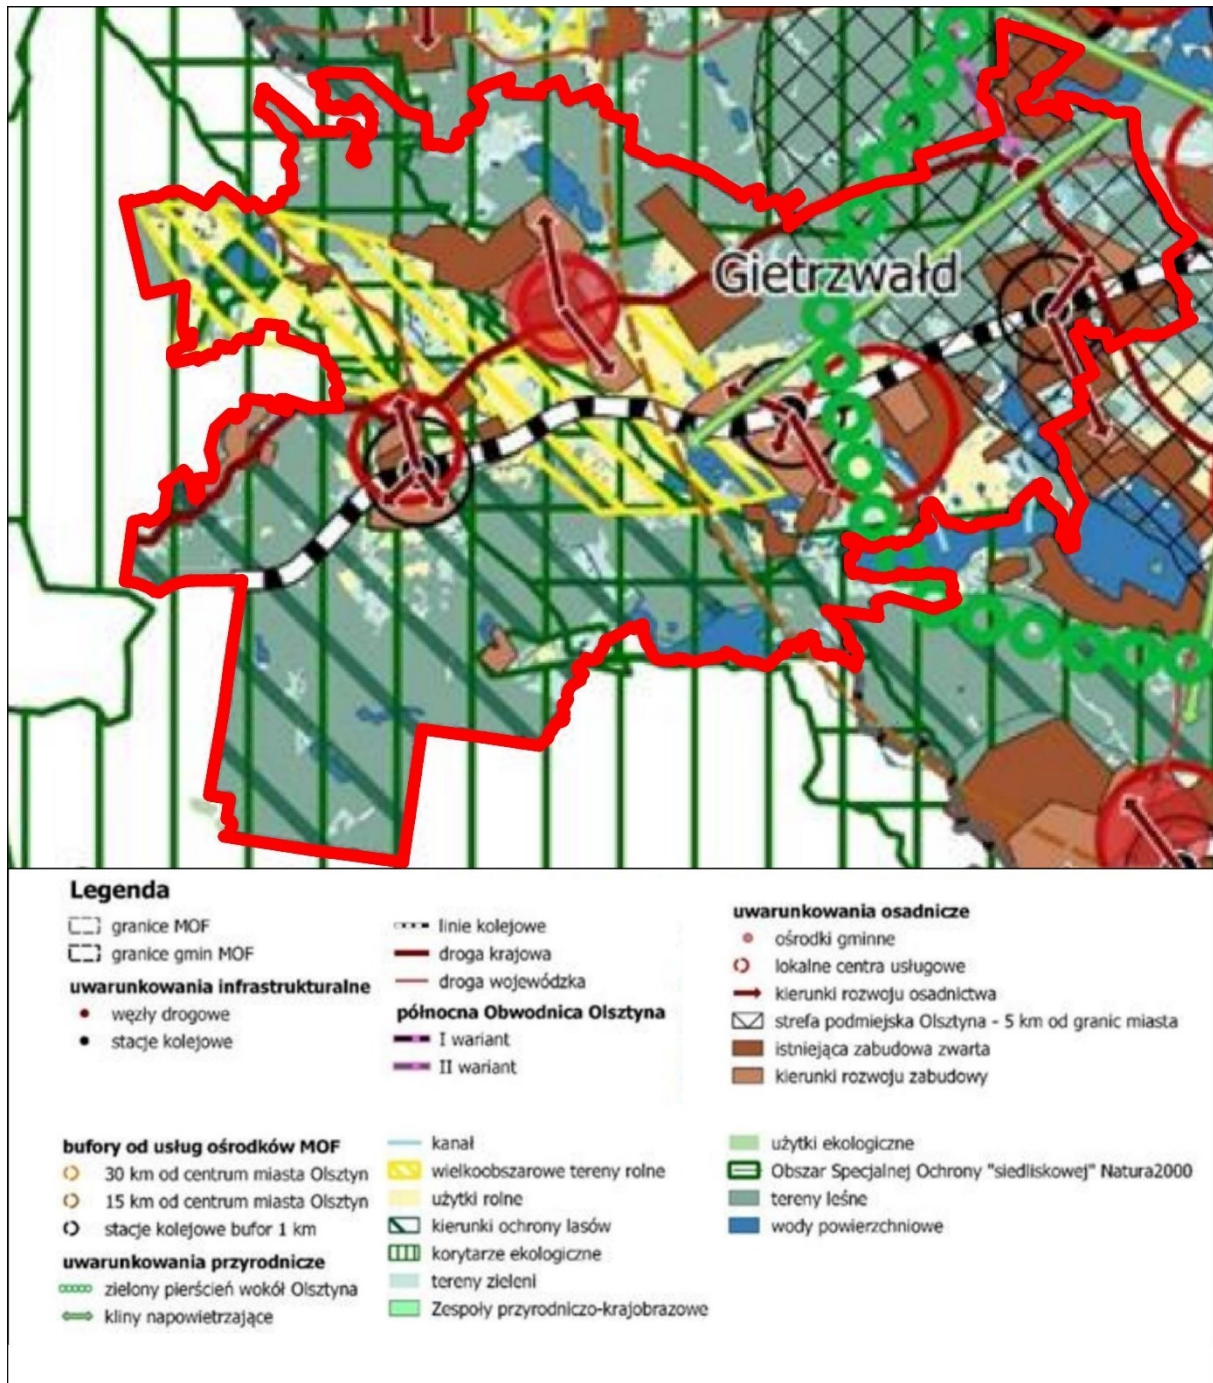 Gietrzwałd
Legenda
granice MOF
granice gmin MOF
uwarunkowania infrastrukturalne
węzły drogowe
stacje kolejowe
linie kolejowe
droga krajowa
droga wojewódzka
północna Obwodnica Olsztyna
I wariant
II wariant
uwarunkowania osadnicze
ośrodki gminne
lokalne centra usługowe
kierunki rozwoju osadnictwa
strefa podmiejska Olsztyna - 5 km od granic miasta
istniejąca zabudowa zwarta
kierunki rozwoju zabudowy
bufory od usług ośrodków MOF
30 km od centrum miasta Olsztyn
15 km od centrum miasta Olsztyn
stacje kolejowe bufor 1 km
uwarunkowania przyrodnicze
zielony pierścień wokół Olsztyna
kliny napowietrzające
kanał
wielkoobszarowe tereny rolne
użytki rolne
kierunki ochrony lasów
korytarze ekologiczne
tereny zieleni
Zespoły przyrodniczo-krajobrazowe
użytki ekologiczne
Obszar Specjalnej Ochrony "siedliskowej" Natura2000
tereny leśne
wody powierzchniowe